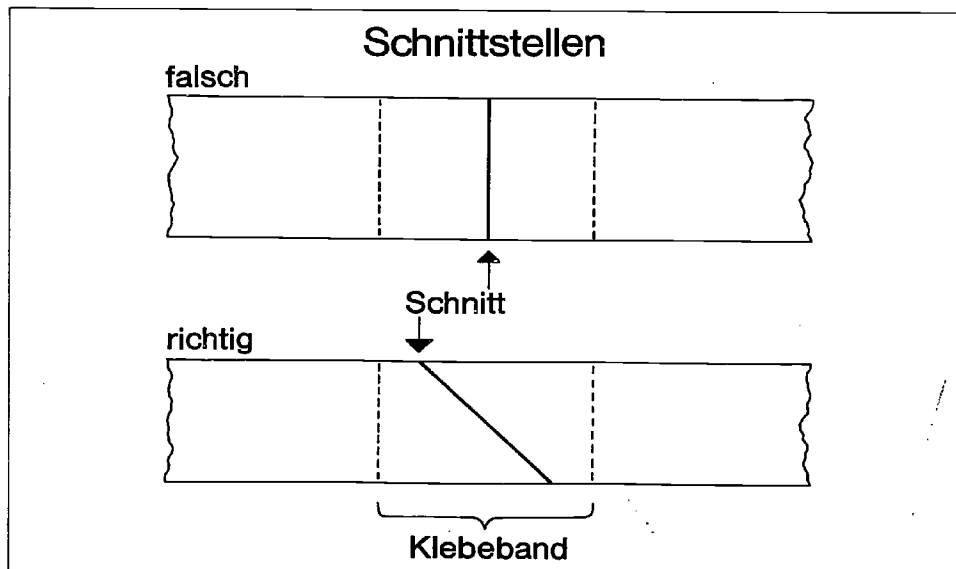 Schnittstellen
falsch
Schnitt
richtig
Klebeband